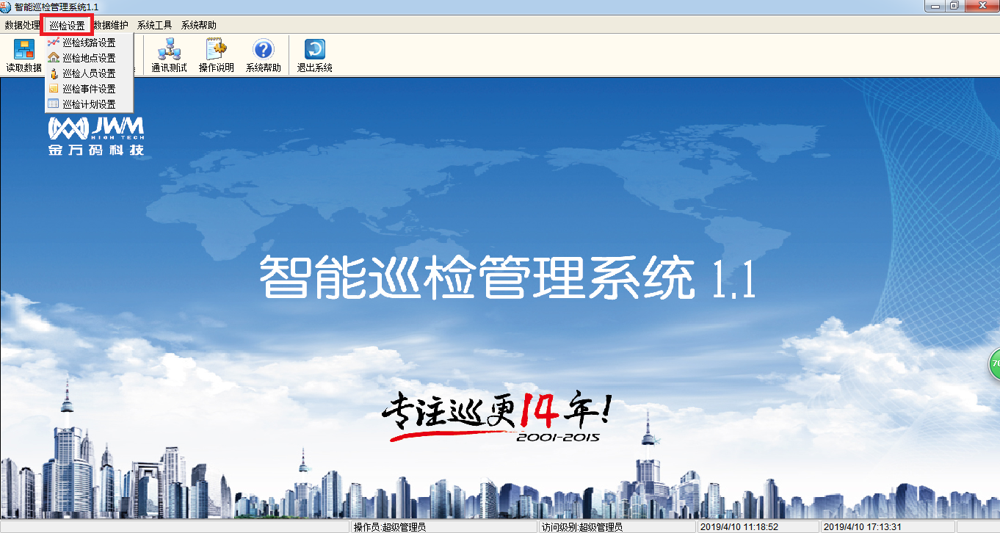 智能巡检管理系统1.1
数据处理 巡检设置 数据维护 系统工具 系统帮助
巡检线路设置
巡检地点设置
巡检人员设置
巡检事件设置
巡检计划设置
读取数据 通讯测试 操作说明 系统帮助 退出系统
JWM
HIGH TECH
金万码科技
智能巡检管理系统 1.1
专注巡更14年!
2001-2015
70
操作员:超级管理员 访问级别:超级管理员 2019/4/10 11:18:52 2019/4/10 17:13:31